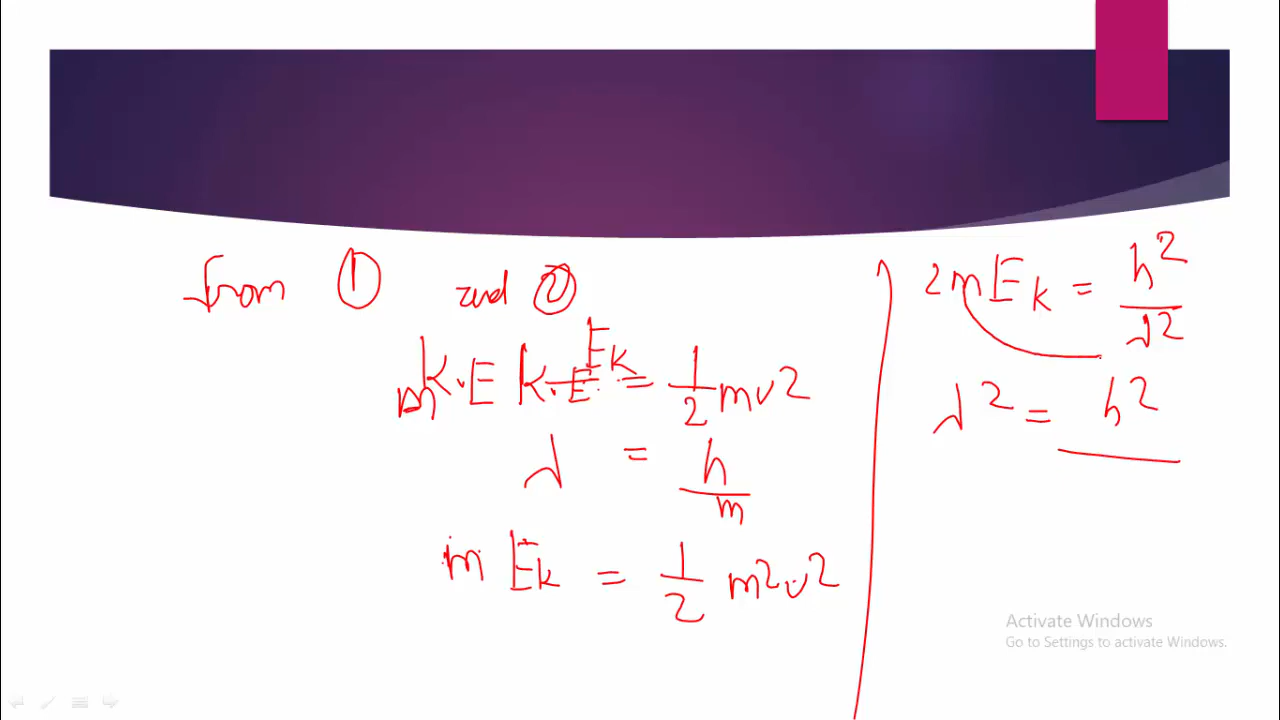 from ① and ②
m K.E K.E Ek = 1/2 mv2
λ = h/m
m Ek = 1/2 m2v2
2mEk = h2/λ2
λ2 = h2
Activate Windows
Go to Settings to activate Windows.